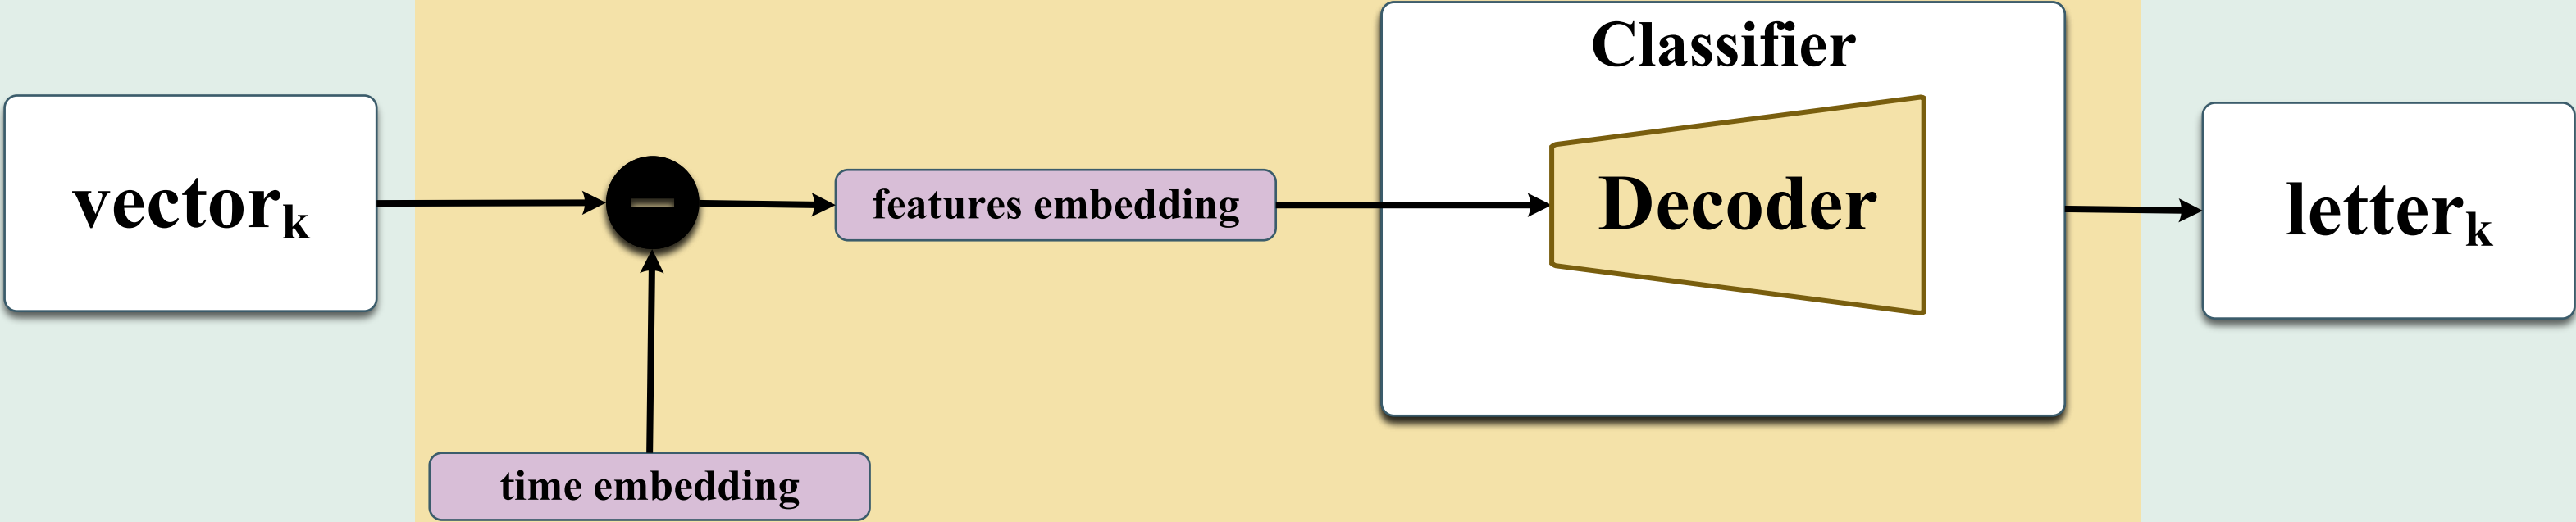 Classifier
vectorₖ
−
features embedding
Decoder
letterₖ
time embedding